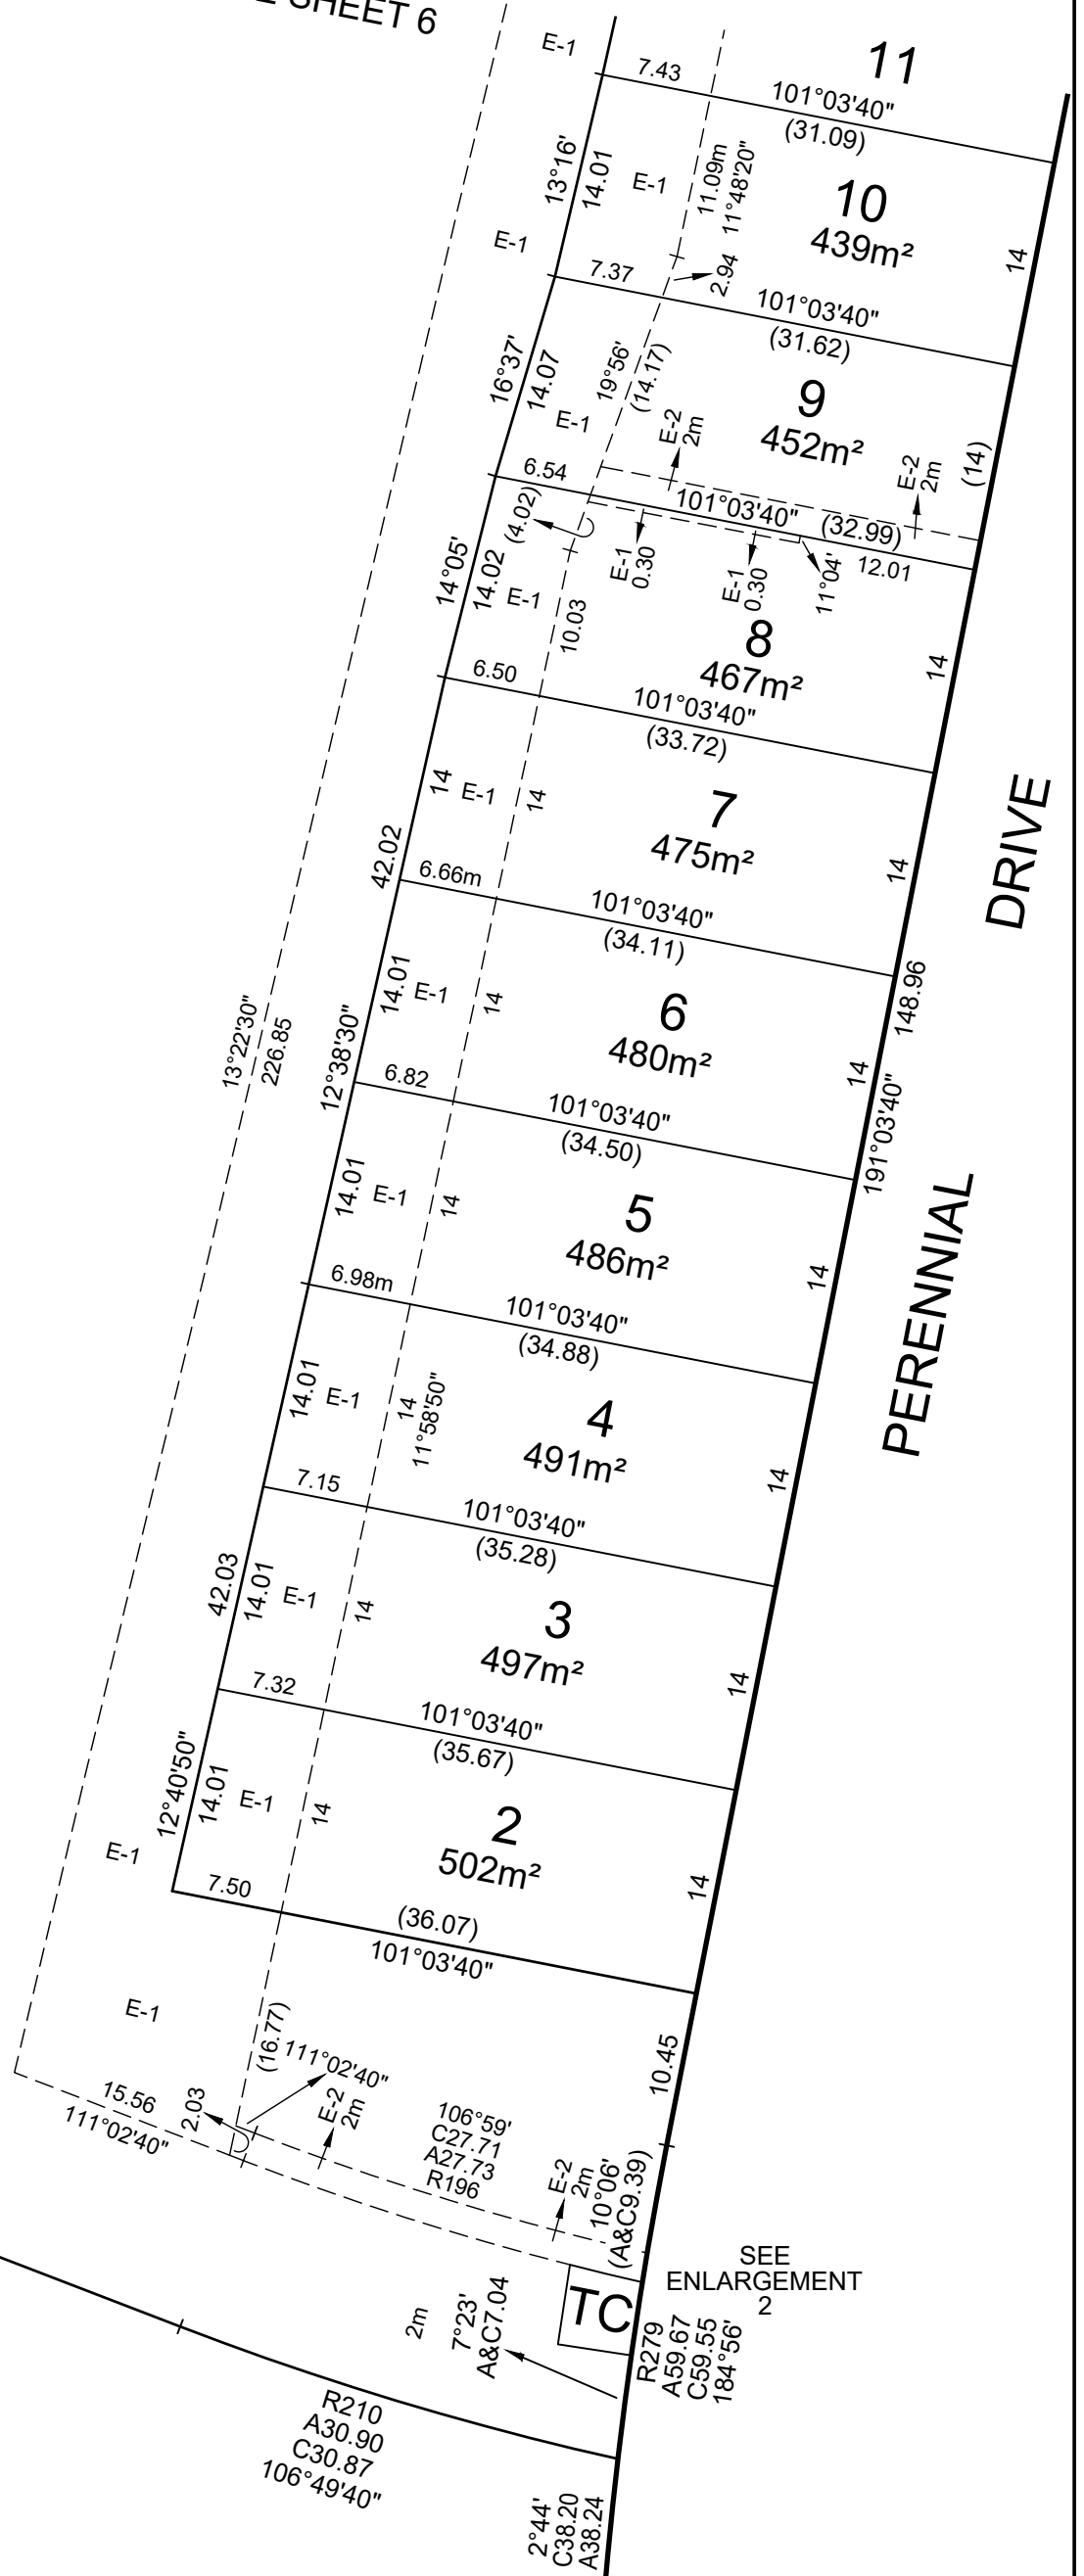 SHEET 6
E-1
7.43
11
101°03'40"
(31.09)
13°16'
14.01
E-1
11.09m
11°48'20"
10
439m²
14
E-1
7.37
2.94
101°03'40"
(31.62)
16°37'
14.07
19°56'
(14.17)
E-1
E-2
2m
9
452m²
E-2
2m
(14)
6.54
101°03'40"
(32.99)
(4.02)
12.01
14°05'
14.02
E-1
10.03
E-1
0.30
E-1
0.30
11°04'
8
467m²
14
6.50
101°03'40"
(33.72)
14
E-1
14
7
475m²
14
DRIVE
42.02
6.66m
101°03'40"
(34.11)
14.01
E-1
14
6
480m²
14
148.96
13°22'30"
226.85
12°38'30"
6.82
101°03'40"
(34.50)
191°03'40"
14.01
E-1
14
5
486m²
14
PERENNIAL
6.98m
101°03'40"
(34.88)
14.01
E-1
14
11°58'50"
4
491m²
14
7.15
101°03'40"
(35.28)
42.03
14.01
E-1
14
3
497m²
14
7.32
101°03'40"
(35.67)
12°40'50"
14.01
E-1
14
2
502m²
14
E-1
7.50
(36.07)
101°03'40"
E-1
(16.77)
111°02'40"
10.45
15.56
111°02'40"
2.03
E-2
2m
106°59'
C27.71
A27.73
R196
E-2
2m
10°06'
(A&C9.39)
SEE
ENLARGEMENT
2
TC
2m
7°23'
A&C7.04
R279
A59.67
C59.55
184°56'
R210
A30.90
C30.87
106°49'40"
2°44'
C38.20
A38.24